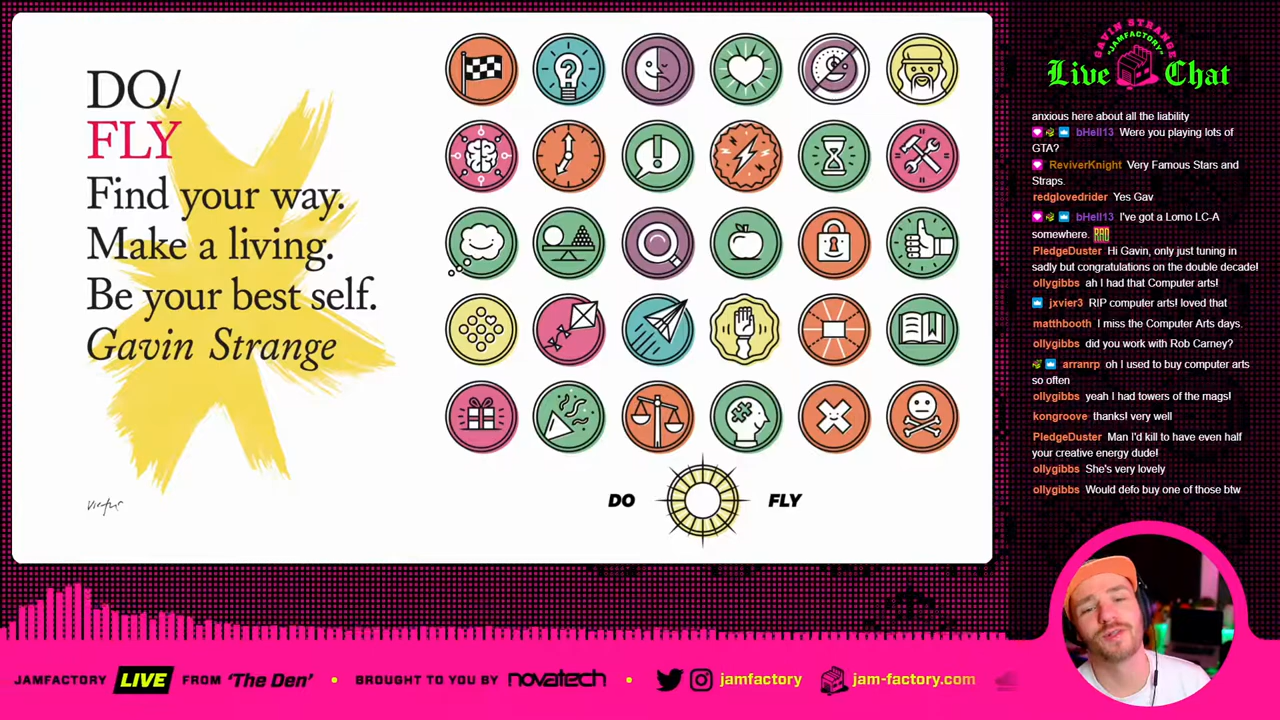 DO/
FLY
Find your way.
Make a living.
Be your best self.
Gavin Strange
DO
FLY
GAVIN STRANGE
"JAMFACTORY"
Live Chat
anxious here about all the liability
bHell13 Were you playing lots of
GTA?
ReviverKnight Very Famous Stars and
Straps.
redglovedrider Yes Gav
bHell13 I've got a Lomo LC-A
somewhere. RAD
PledgeDuster Hi Gavin, only just tuning in
sadly but congratulations on the double decade!
ollygibbs ah I had that Computer arts!
jxvier3 RIP computer arts! loved that
matthbooth I miss the Computer Arts days.
ollygibbs did you work with Rob Carney?
arranrp oh I used to buy computer arts
so often
ollygibbs yeah I had towers of the mags!
kongroove thanks! very well
PledgeDuster Man I'd kill to have even half
your creative energy dude!
ollygibbs She's very lovely
ollygibbs Would defo buy one of those btw
JAMFACTORY LIVE FROM 'The Den' • BROUGHT TO YOU BY novatech • jamfactory jam-factory.com